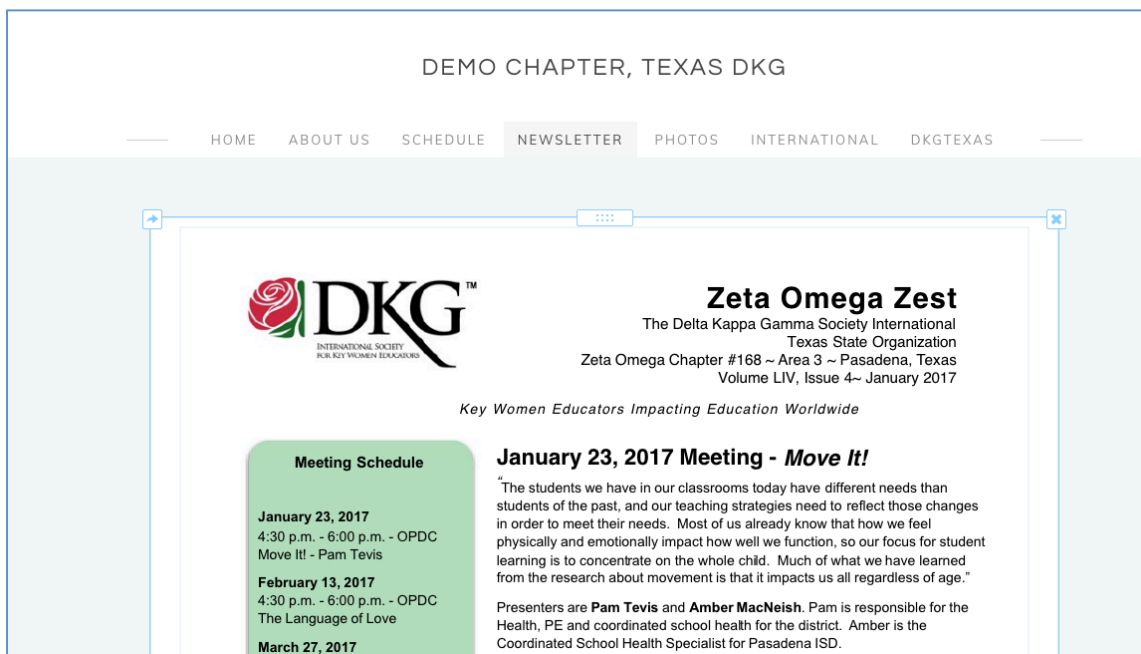 DEMO CHAPTER, TEXAS DKG
HOME ABOUT US SCHEDULE NEWSLETTER PHOTOS INTERNATIONAL DKGTEXAS
DKG™
INTERNATIONAL SOCIETY
FOR KEY WOMEN EDUCATORS
Zeta Omega Zest
The Delta Kappa Gamma Society International
Texas State Organization
Zeta Omega Chapter #168 ~ Area 3 ~ Pasadena, Texas
Volume LIV, Issue 4~ January 2017
Key Women Educators Impacting Education Worldwide
Meeting Schedule
January 23, 2017
4:30 p.m. - 6:00 p.m. - OPDC
Move It! - Pam Tevis
February 13, 2017
4:30 p.m. - 6:00 p.m. - OPDC
The Language of Love
March 27, 2017
January 23, 2017 Meeting - Move It!
“The students we have in our classrooms today have different needs than
students of the past, and our teaching strategies need to reflect those changes
in order to meet their needs.  Most of us already know that how we feel
physically and emotionally impact how well we function, so our focus for student
learning is to concentrate on the whole child.  Much of what we have learned
from the research about movement is that it impacts us all regardless of age.”
Presenters are Pam Tevis and Amber MacNeish. Pam is responsible for the
Health, PE and coordinated school health for the district.  Amber is the
Coordinated School Health Specialist for Pasadena ISD.